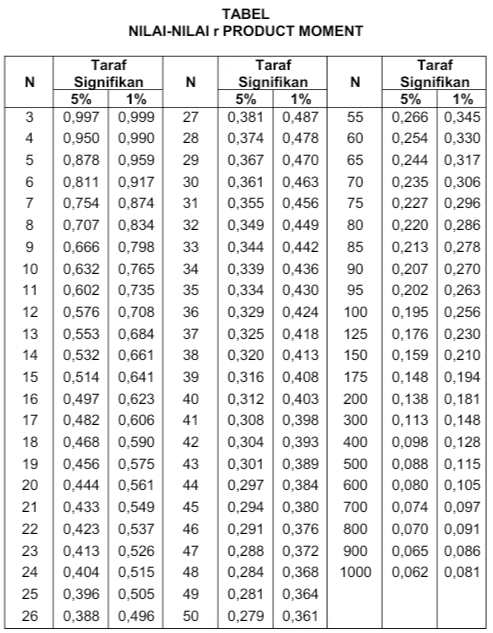 TABEL
NILAI-NILAI r PRODUCT MOMENT
N Taraf Signifikan N Taraf Signifikan N Taraf Signifikan
5% 1% 5% 1% 5% 1%
3 0,997 0,999 27 0,381 0,487 55 0,266 0,345
4 0,950 0,990 28 0,374 0,478 60 0,254 0,330
5 0,878 0,959 29 0,367 0,470 65 0,244 0,317
6 0,811 0,917 30 0,361 0,463 70 0,235 0,306
7 0,754 0,874 31 0,355 0,456 75 0,227 0,296
8 0,707 0,834 32 0,349 0,449 80 0,220 0,286
9 0,666 0,798 33 0,344 0,442 85 0,213 0,278
10 0,632 0,765 34 0,339 0,436 90 0,207 0,270
11 0,602 0,735 35 0,334 0,430 95 0,202 0,263
12 0,576 0,708 36 0,329 0,424 100 0,195 0,256
13 0,553 0,684 37 0,325 0,418 125 0,176 0,230
14 0,532 0,661 38 0,320 0,413 150 0,159 0,210
15 0,514 0,641 39 0,316 0,408 175 0,148 0,194
16 0,497 0,623 40 0,312 0,403 200 0,138 0,181
17 0,482 0,606 41 0,308 0,398 300 0,113 0,148
18 0,468 0,590 42 0,304 0,393 400 0,098 0,128
19 0,456 0,575 43 0,301 0,389 500 0,088 0,115
20 0,444 0,561 44 0,297 0,384 600 0,080 0,105
21 0,433 0,549 45 0,294 0,380 700 0,074 0,097
22 0,423 0,537 46 0,291 0,376 800 0,070 0,091
23 0,413 0,526 47 0,288 0,372 900 0,065 0,086
24 0,404 0,515 48 0,284 0,368 1000 0,062 0,081
25 0,396 0,505 49 0,281 0,364
26 0,388 0,496 50 0,279 0,361